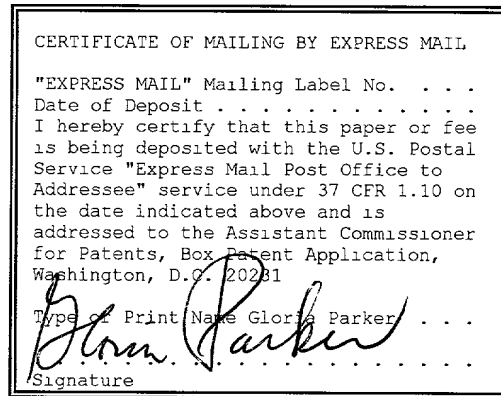 CERTIFICATE OF MAILING BY EXPRESS MAIL
"EXPRESS MAIL" Mailing Label No. . . .
Date of Deposit . . . . . . . . . . . .
I hereby certify that this paper or fee
is being deposited with the U.S. Postal
Service "Express Mail Post Office to
Addressee" service under 37 CFR 1.10 on
the date indicated above and is
addressed to the Assistant Commissioner
for Patents, Box Patent Application,
Washington, D.C. 20231
Type or Print Name Gloria Parker . . .
Gloria Parker
Signature